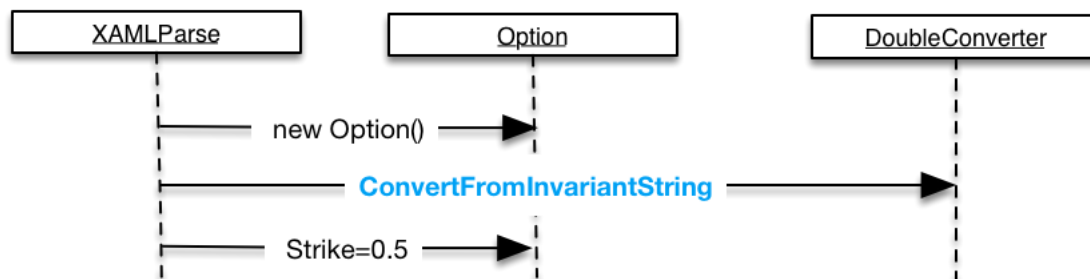 XAMLParse
Option
DoubleConverter
new Option()
ConvertFromInvariantString
Strike=0.5